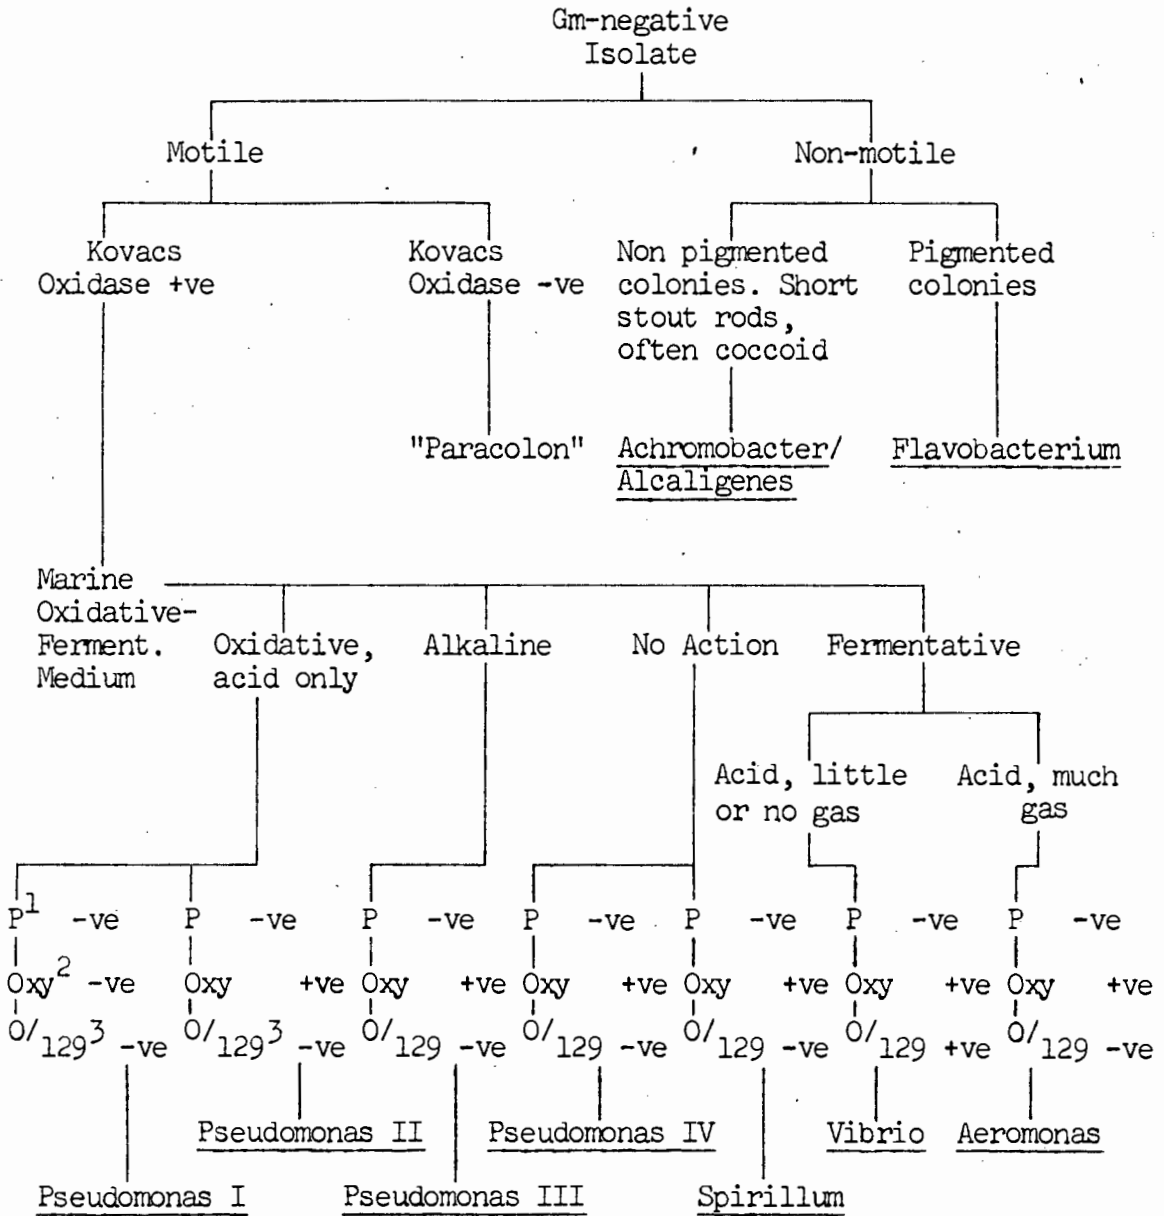 Gm-negative
Isolate
Motile
Non-motile
Kovacs
Oxidase +ve
Kovacs
Oxidase -ve
Non pigmented
colonies. Short
stout rods,
often coccoid
Pigmented
colonies
"Paracolon"
Achromobacter/
Alcaligenes
Flavobacterium
Marine
Oxidative-
Ferment.
Medium
Oxidative,
acid only
Alkaline
No Action
Fermentative
Acid, little
or no gas
Acid, much
gas
P1 -ve P -ve P -ve P -ve P -ve P -ve P -ve
Oxy2 -ve Oxy +ve Oxy +ve Oxy +ve Oxy +ve Oxy +ve Oxy +ve
O/129 3 -ve O/129 3 -ve O/129 -ve O/129 -ve O/129 -ve O/129 +ve O/129 -ve
Pseudomonas II Pseudomonas IV Vibrio Aeromonas
Pseudomonas I Pseudomonas III Spirillum